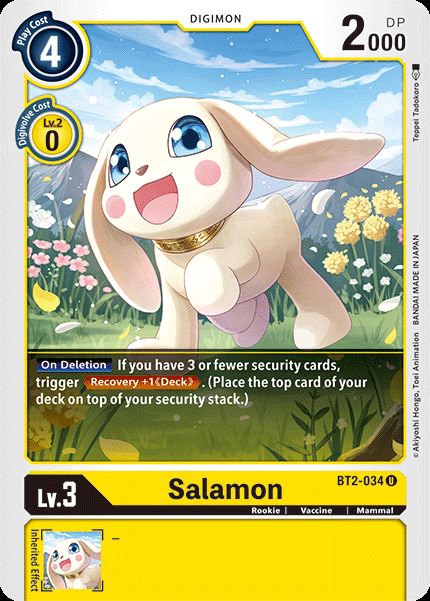 Play Cost
4
DIGIMON
DP
2000
Digivolve Cost
Lv.2
0
Teppei Tadokoro
© Akiyoshi Hongo, Toei Animation BANDAI MADE IN JAPAN
On Deletion If you have 3 or fewer security cards,
trigger Recovery +1《Deck》. (Place the top card of your
deck on top of your security stack.)
Lv.3
Salamon
BT2-034 U
Rookie | Vaccine | Mammal
Inherited Effect
–